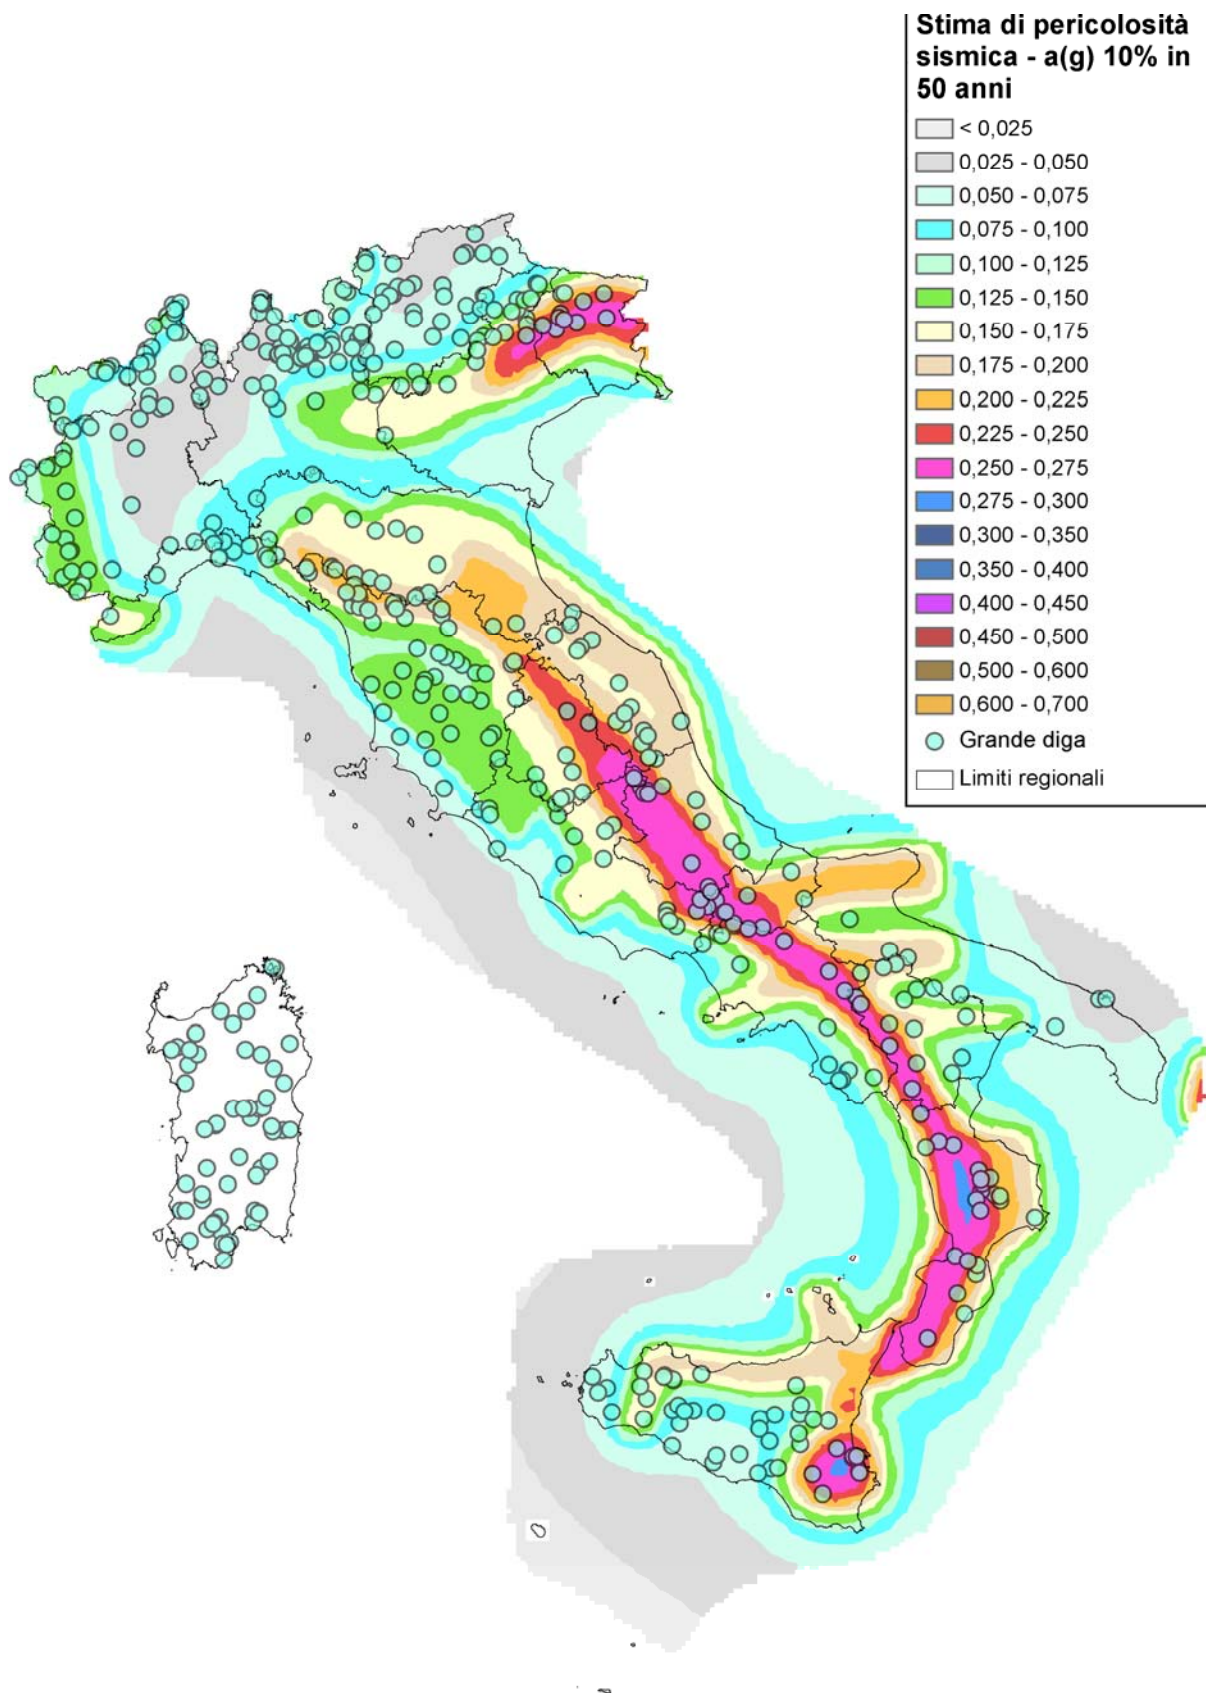 Stima di pericolosità
sismica - a(g) 10% in
50 anni
< 0,025
0,025 - 0,050
0,050 - 0,075
0,075 - 0,100
0,100 - 0,125
0,125 - 0,150
0,150 - 0,175
0,175 - 0,200
0,200 - 0,225
0,225 - 0,250
0,250 - 0,275
0,275 - 0,300
0,300 - 0,350
0,350 - 0,400
0,400 - 0,450
0,450 - 0,500
0,500 - 0,600
0,600 - 0,700
Grande diga
Limiti regionali